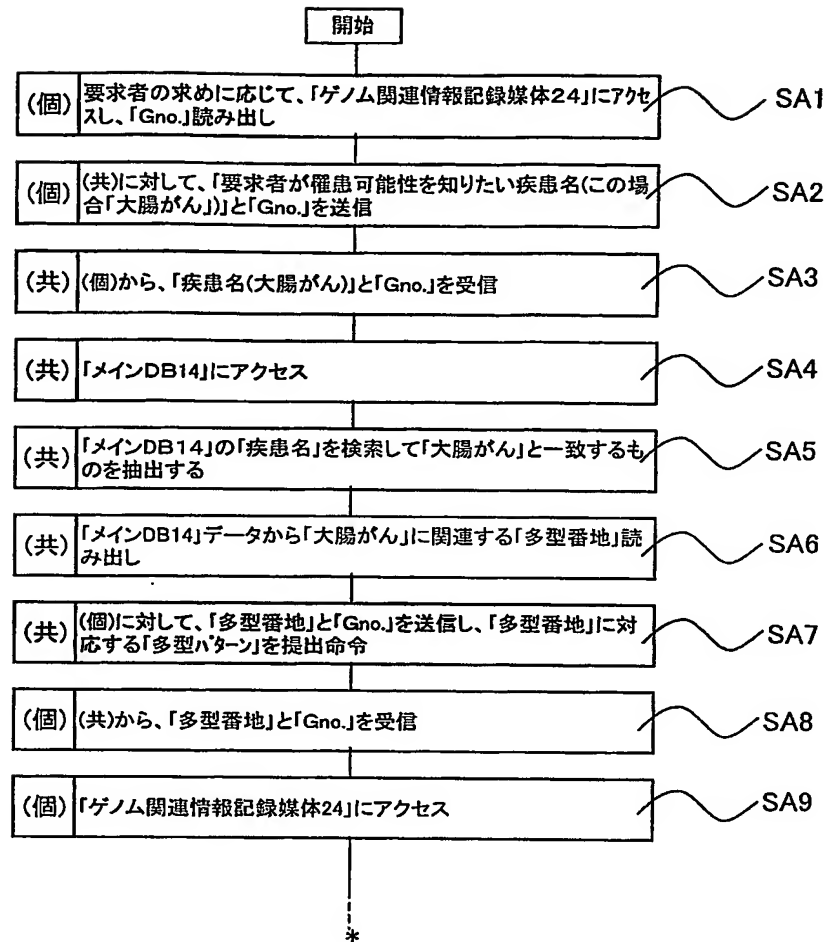 開始
(個) 要求者の求めに応じて、「ゲノム関連情報記録媒体24」にアクセ
スし、「Gno.」読み出し
SA1
(個) (共)に対して、「要求者が罹患可能性を知りたい疾患名(この場
合「大腸がん」)」と「Gno.」を送信
SA2
(共) (個)から、「疾患名(大腸がん)」と「Gno.」を受信
SA3
(共) 「メインDB14」にアクセス
SA4
(共) 「メインDB14」の「疾患名」を検索して「大腸がん」と一致するも
のを抽出する
SA5
(共) 「メインDB14」データから「大腸がん」に関連する「多型番地」読
み出し
SA6
(共) (個)に対して、「多型番地」と「Gno.」を送信し、「多型番地」に対
応する「多型パターン」を提出命令
SA7
(個) (共)から、「多型番地」と「Gno.」を受信
SA8
(個) 「ゲノム関連情報記録媒体24」にアクセス
SA9
*